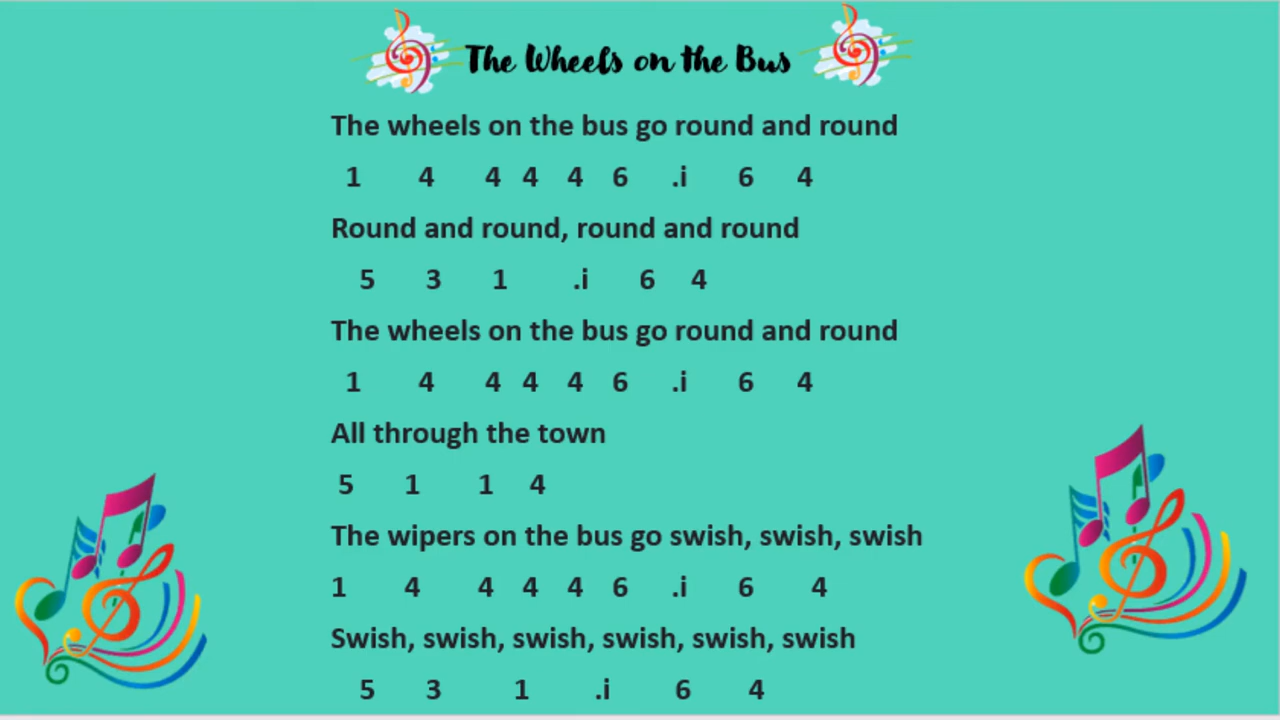 The Wheels on the Bus
The wheels on the bus go round and round
1 4 4 4 4 6 .i 6 4
Round and round, round and round
5 3 1 .i 6 4
The wheels on the bus go round and round
1 4 4 4 4 6 .i 6 4
All through the town
5 1 1 4
The wipers on the bus go swish, swish, swish
1 4 4 4 4 6 .i 6 4
Swish, swish, swish, swish, swish, swish
5 3 1 .i 6 4